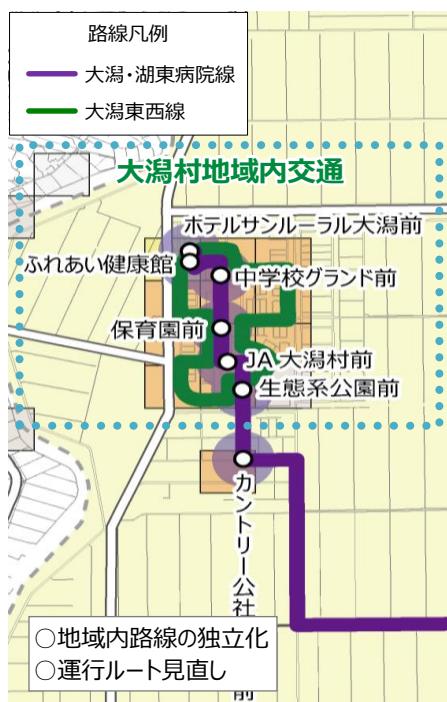 路線凡例
大潟・湖東病院線
大潟東西線
大潟村地域内交通
ホテルサンルーラル大潟前
ふれあい健康館
中学校グランド前
保育園前
JA 大潟村前
生態系公園前
カントリー公社前
○地域内路線の独立化
○運行ルート見直し